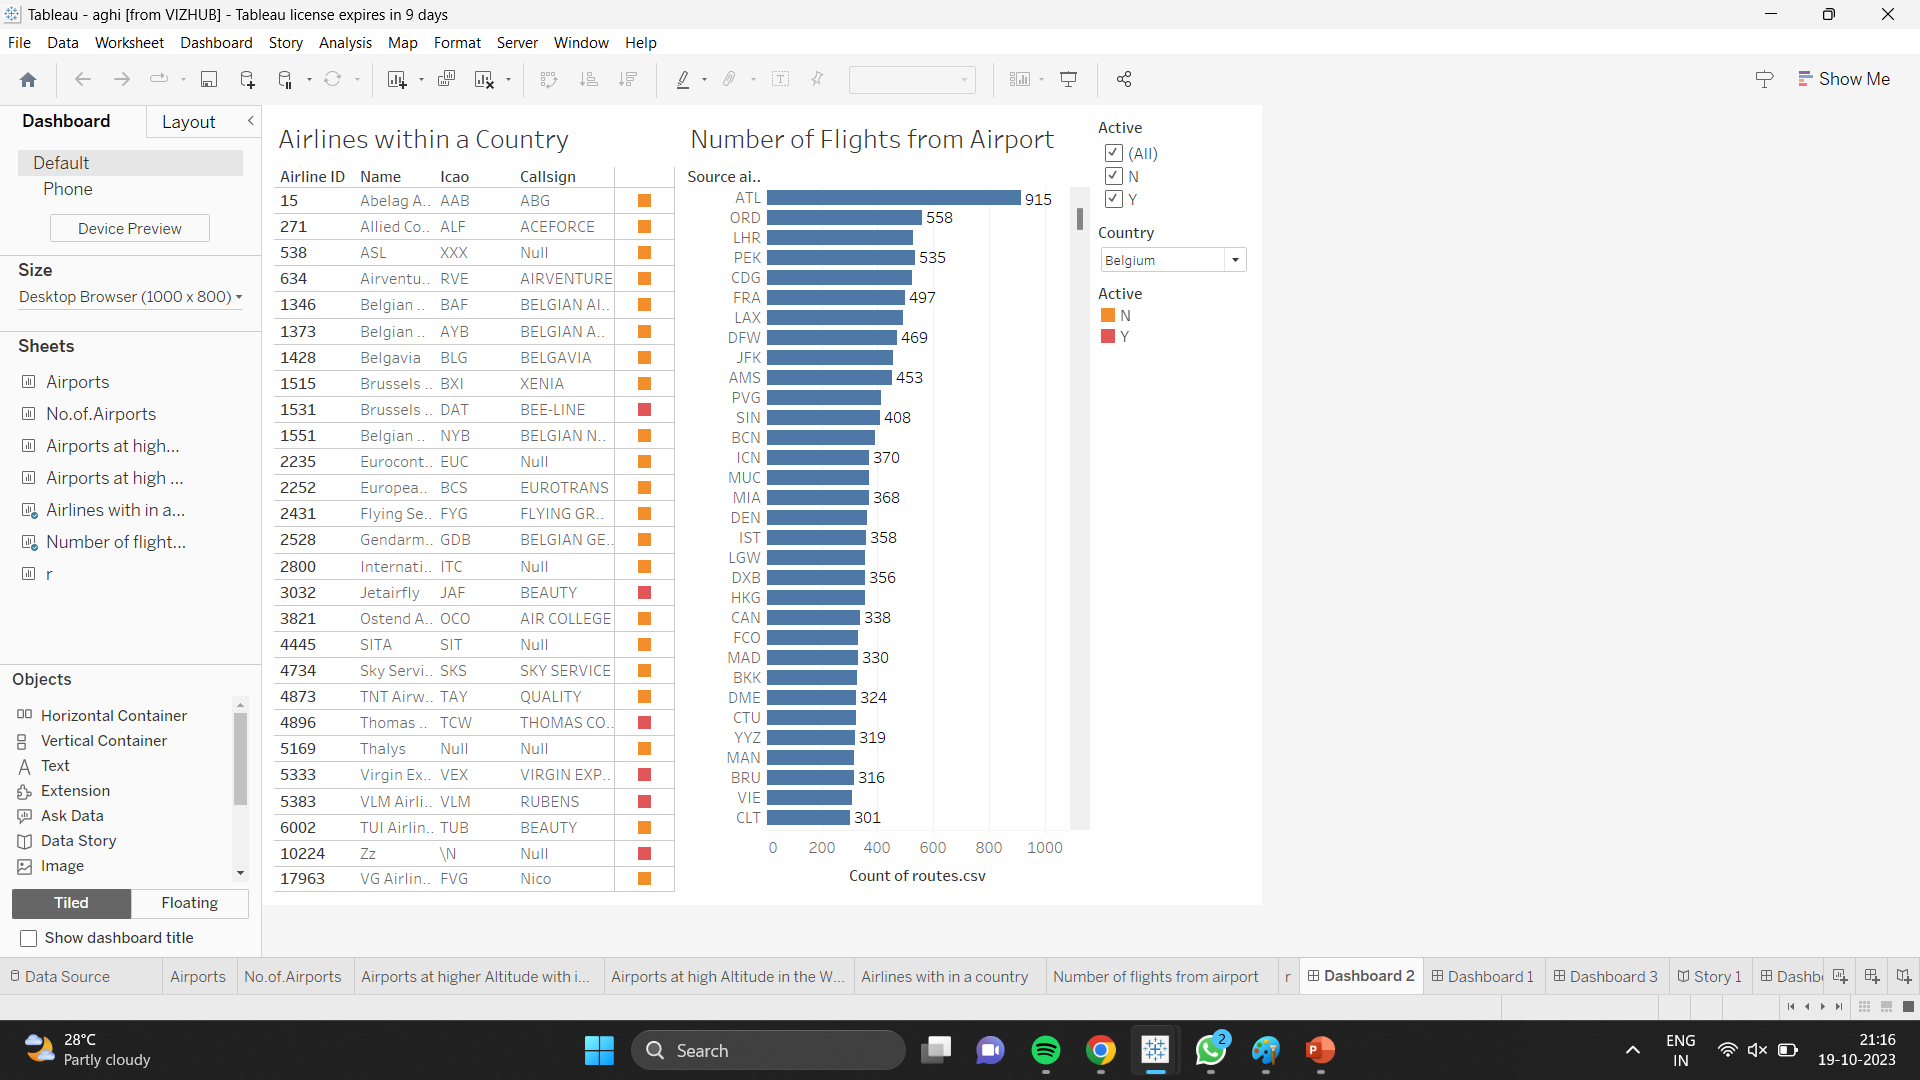 Tableau - aghi [from VIZHUB] - Tableau license expires in 9 days
File Data Worksheet Dashboard Story Analysis Map Format Server Window Help
Show Me
Dashboard Layout
Default
Phone
Device Preview
Size
Desktop Browser (1000 x 800)
Sheets
Airports
No.of.Airports
Airports at high...
Airports at high ...
Airlines with in a...
Number of flight...
r
Objects
Horizontal Container
Vertical Container
Text
Extension
Ask Data
Data Story
Image
Tiled Floating
Show dashboard title
Airlines within a Country
Airline ID Name Icao Callsign
15 Abelag A.. AAB ABG
271 Allied Co.. ALF ACEFORCE
538 ASL XXX Null
634 Airventu.. RVE AIRVENTURE
1346 Belgian .. BAF BELGIAN AI..
1373 Belgian .. AYB BELGIAN A..
1428 Belgavia BLG BELGAVIA
1515 Brussels .. BXI XENIA
1531 Brussels .. DAT BEE-LINE
1551 Belgian .. NYB BELGIAN N..
2235 Eurocont.. EUC Null
2252 Europea.. BCS EUROTRANS
2431 Flying Se.. FYG FLYING GR..
2528 Gendarm.. GDB BELGIAN GE..
2800 Internati.. ITC Null
3032 Jetairfly JAF BEAUTY
3821 Ostend A.. OCO AIR COLLEGE
4445 SITA SIT Null
4734 Sky Servi.. SKS SKY SERVICE
4873 TNT Airw.. TAY QUALITY
4896 Thomas .. TCW THOMAS CO..
5169 Thalys Null Null
5333 Virgin Ex.. VEX VIRGIN EXP..
5383 VLM Airli.. VLM RUBENS
6002 TUI Airlin.. TUB BEAUTY
10224 Zz \N Null
17963 VG Airlin.. FVG Nico
Number of Flights from Airport
Source ai..
ATL 915
ORD 558
LHR
PEK 535
CDG
FRA 497
LAX
DFW 469
JFK
AMS 453
PVG
SIN 408
BCN
ICN 370
MUC
MIA 368
DEN
IST 358
LGW
DXB 356
HKG
CAN 338
FCO
MAD 330
BKK
DME 324
CTU
YYZ 319
MAN
BRU 316
VIE
CLT 301
0 200 400 600 800 1000
Count of routes.csv
Active
(All)
N
Y
Country
Belgium
Active
N
Y
Data Source Airports No.of.Airports Airports at higher Altitude with i... Airports at high Altitude in the W... Airlines with in a country Number of flights from airport r Dashboard 2 Dashboard 1 Dashboard 3 Story 1 Dashb
28°C
Partly cloudy
Search
2
ENG
IN
21:16
19-10-2023